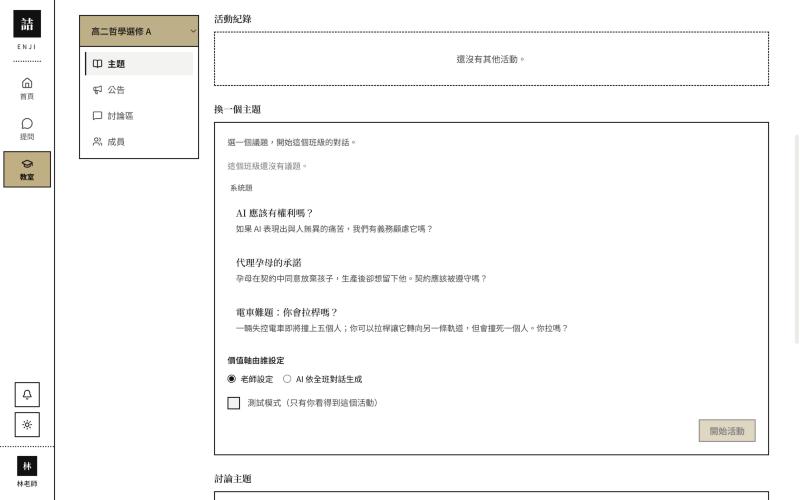 詰
ENJI
首頁
提問
教室
林
林老師
高二哲學選修 A
主題
公告
討論區
成員
活動紀錄
還沒有其他活動。
換一個主題
選一個議題，開始這個班級的對話。
這個班級還沒有議題。
系統題
AI 應該有權利嗎？
如果 AI 表現出與人無異的痛苦，我們有義務顧慮它嗎？
代理孕母的承諾
孕母在契約中同意放棄孩子，生產後卻想留下他。契約應該被遵守嗎？
電車難題：你會拉桿嗎？
一輛失控電車即將撞上五個人；你可以拉桿讓它轉向另一條軌道，但會撞死一個人。你拉嗎？
價值軸由誰設定
老師設定
AI 依全班對話生成
測試模式（只有你看得到這個活動）
開始活動
討論主題